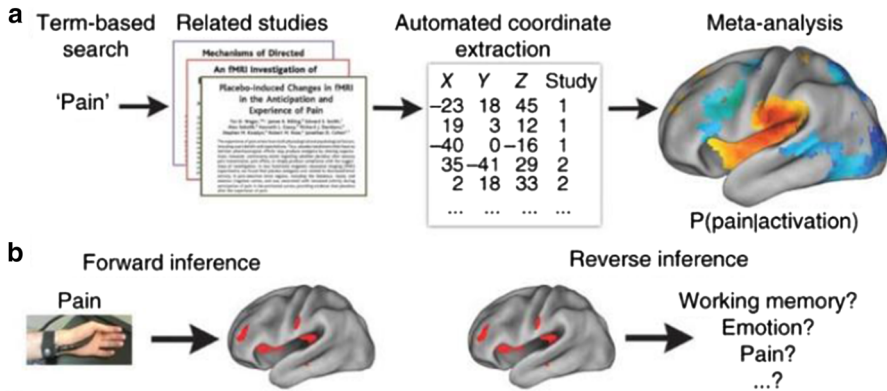 a
Term-based
search
Related studies
Automated coordinate
extraction
Meta-analysis
'Pain'
Mechanisms of Directed
An fMRI Investigation of
Placebo-Induced Changes in fMRI
in the Anticipation and
Experience of Pain
X Y Z Study
–23 18 45 1
19 3 12 1
–40 0 –16 1
35 –41 29 2
2 18 33 2
... ... ... ...
P(pain|activation)
b
Forward inference
Pain
Reverse inference
Working memory?
Emotion?
Pain?
...?